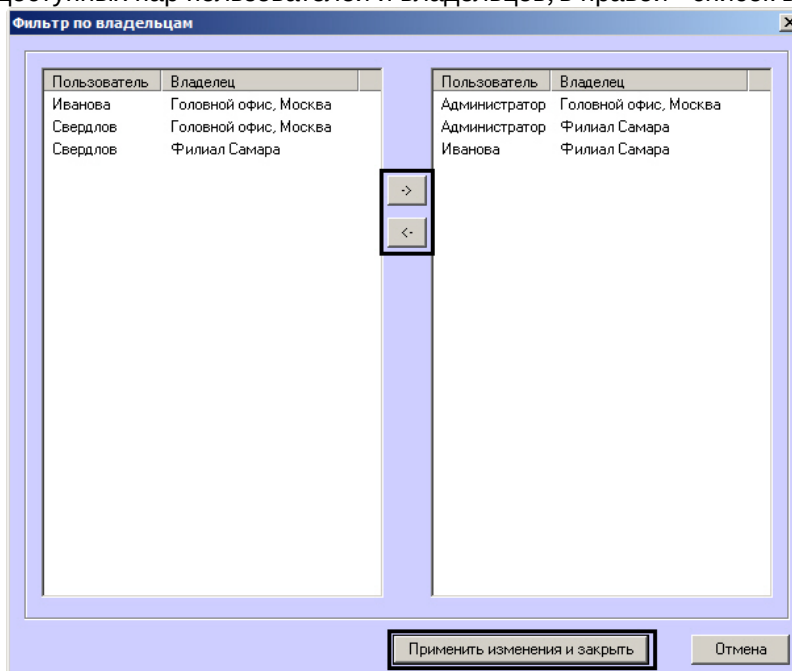 доступных пар пользователей и владельцев, в правой - список в
Фильтр по владельцам
Пользователь Владелец
Иванова Головной офис, Москва
Свердлов Головной офис, Москва
Свердлов Филиал Самара
->
<-
Пользователь Владелец
Администратор Головной офис, Москва
Администратор Филиал Самара
Иванова Филиал Самара
Применить изменения и закрыть Отмена